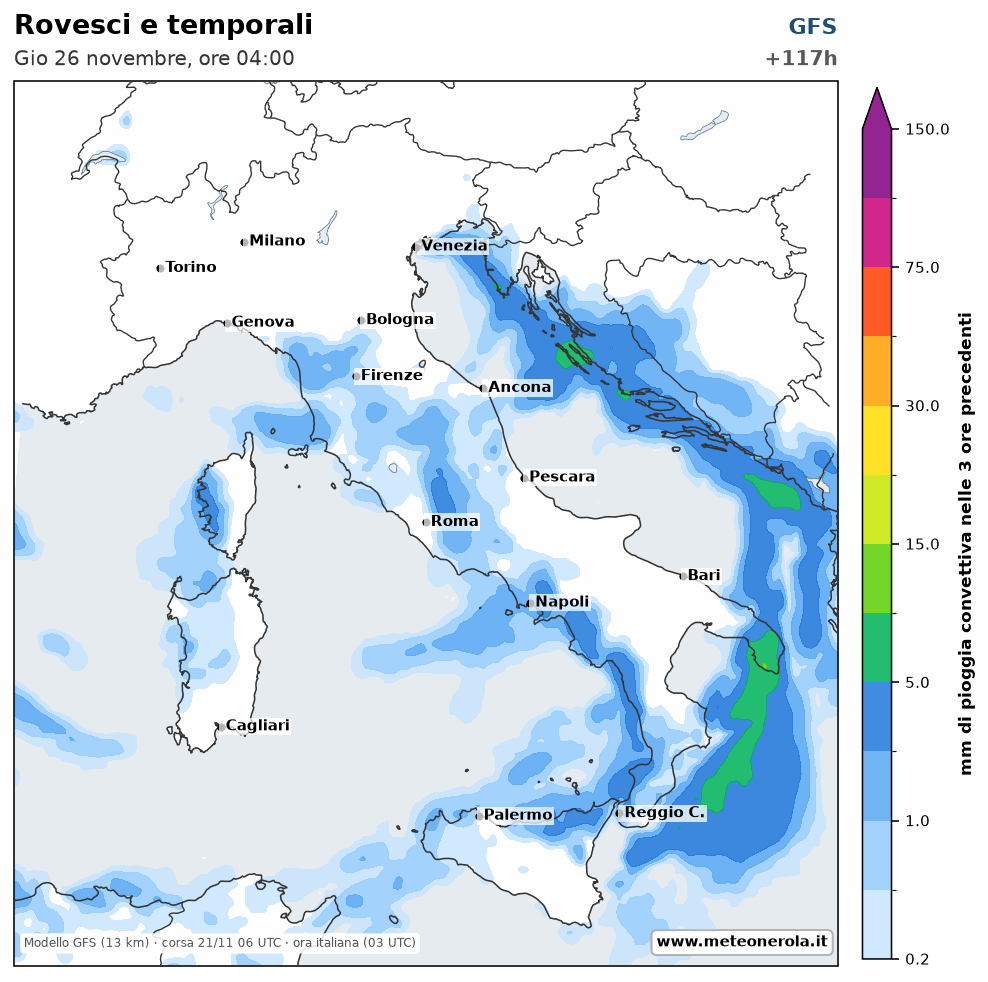 Rovesci e temporali
GFS
Gio 26 novembre, ore 04:00
+117h
Milano
Venezia
Torino
Genova
Bologna
Firenze
Ancona
Pescara
Roma
Bari
Napoli
Cagliari
Palermo
Reggio C.
150.0
75.0
30.0
15.0
5.0
1.0
0.2
mm di pioggia convettiva nelle 3 ore precedenti
Modello GFS (13 km) · corsa 21/11 06 UTC · ora italiana (03 UTC)
www.meteonerola.it